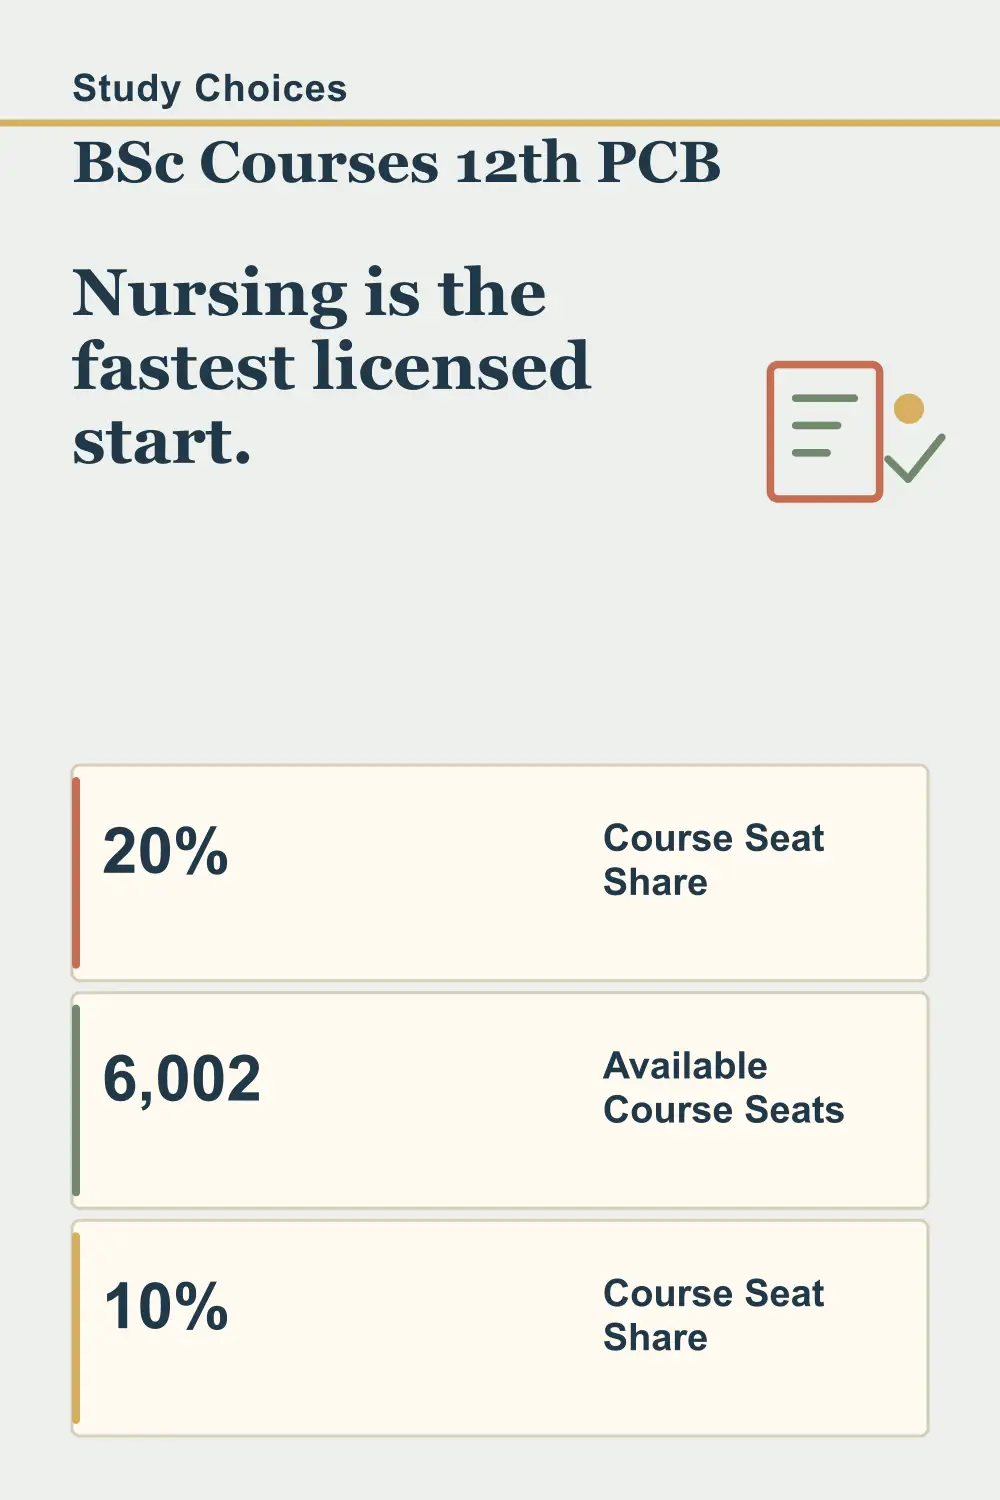 Study Choices
BSc Courses 12th PCB
Nursing is the
fastest licensed
start.
20%
Course Seat
Share
6,002
Available
Course Seats
10%
Course Seat
Share